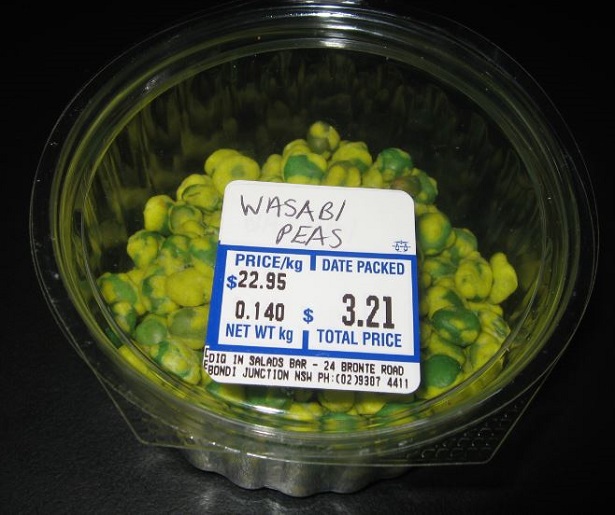 WASABI
PEAS
PRICE/kg DATE PACKED
$22.95
0.140 $ 3.21
NET WT kg TOTAL PRICE
DIG IN SALADS BAR - 24 BRONTE ROAD
BONDI JUNCTION NSW PH:(02)9387 4411